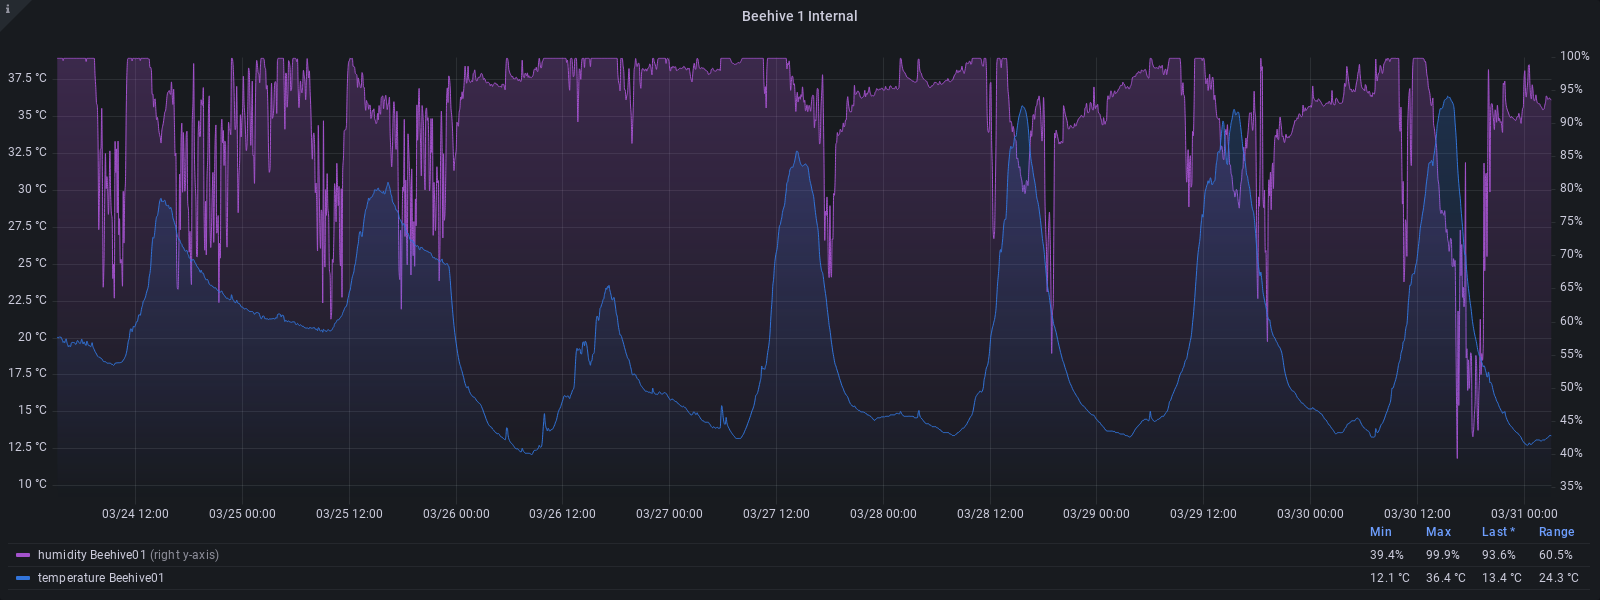 i
Beehive 1 Internal
37.5 °C
35 °C
32.5 °C
30 °C
27.5 °C
25 °C
22.5 °C
20 °C
17.5 °C
15 °C
12.5 °C
10 °C
100%
95%
90%
85%
80%
75%
70%
65%
60%
55%
50%
45%
40%
35%
03/24 12:00 03/25 00:00 03/25 12:00 03/26 00:00 03/26 12:00 03/27 00:00 03/27 12:00 03/28 00:00 03/28 12:00 03/29 00:00 03/29 12:00 03/30 00:00 03/30 12:00 03/31 00:00
Min Max Last * Range
humidity Beehive01 (right y-axis) 39.4% 99.9% 93.6% 60.5%
temperature Beehive01 12.1 °C 36.4 °C 13.4 °C 24.3 °C